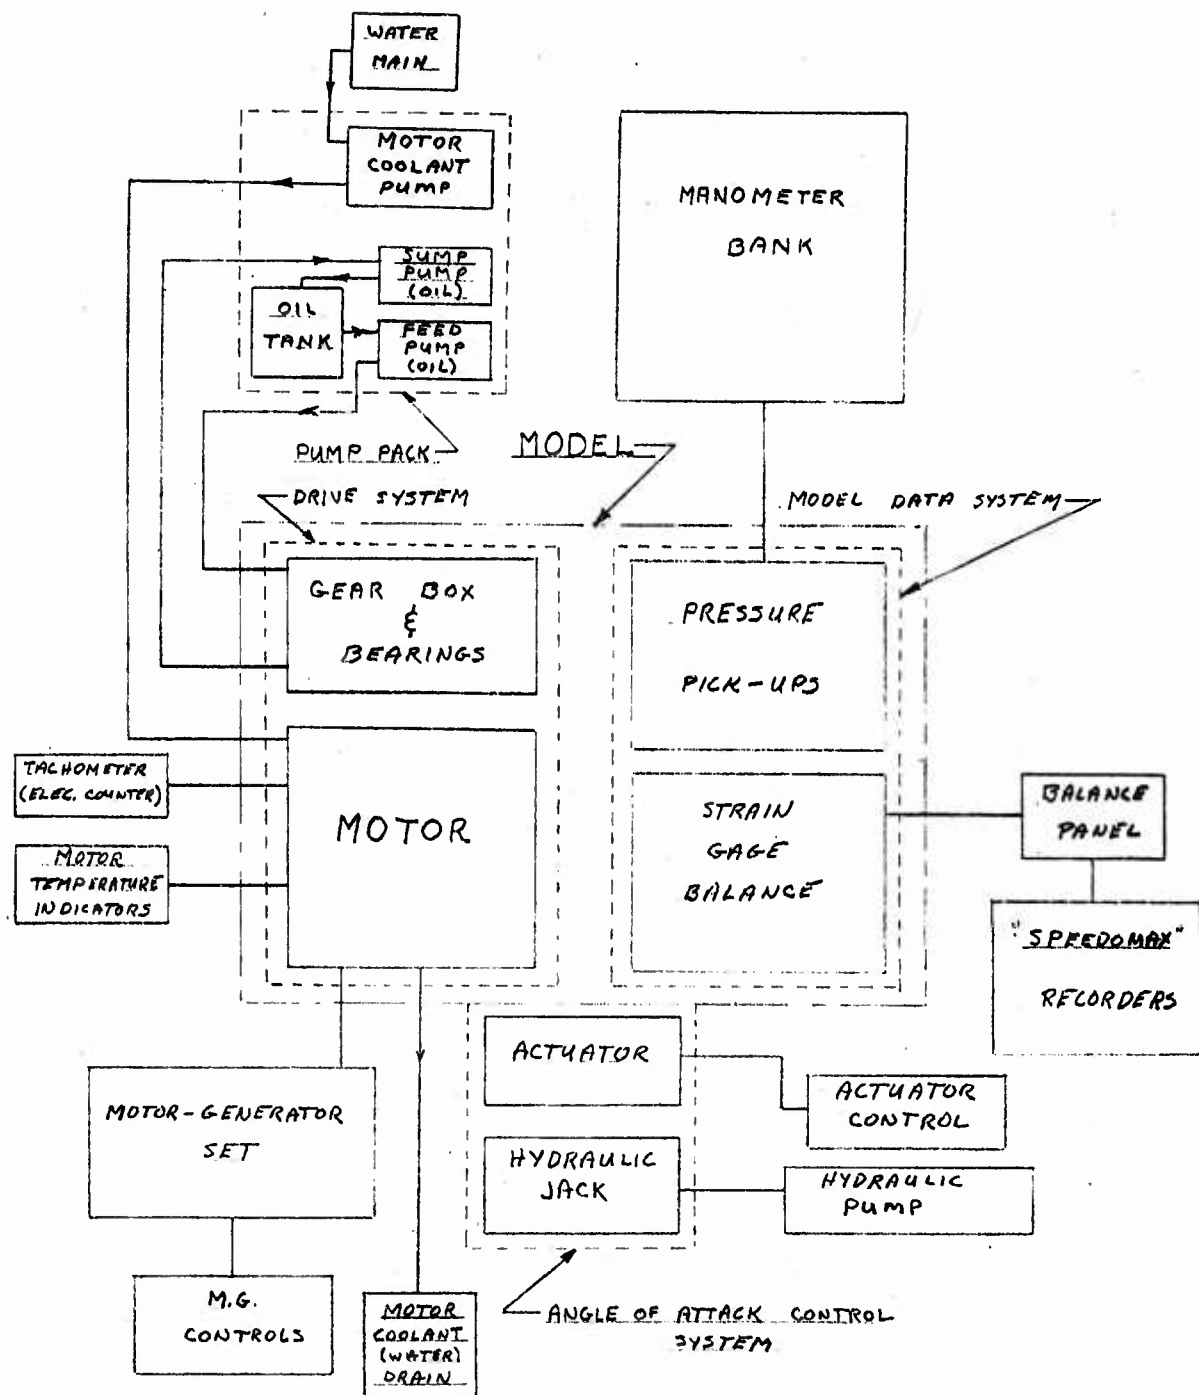 WATER
MAIN
MOTOR
COOLANT
PUMP
SUMP
PUMP
(OIL)
OIL
TANK
FEED
PUMP
(OIL)
MANOMETER
BANK
PUMP PACK
MODEL
DRIVE SYSTEM
MODEL DATA SYSTEM
GEAR BOX
&
BEARINGS
PRESSURE
PICK-UPS
TACHOMETER
(ELEC. COUNTER)
MOTOR
TEMPERATURE
INDICATORS
MOTOR
STRAIN
GAGE
BALANCE
BALANCE
PANEL
"SPEEDOMAX"
RECORDERS
ACTUATOR
ACTUATOR
CONTROL
MOTOR-GENERATOR
SET
HYDRAULIC
JACK
HYDRAULIC
PUMP
M.G.
CONTROLS
MOTOR
COOLANT
(WATER)
DRAIN
ANGLE OF ATTACK CONTROL
SYSTEM